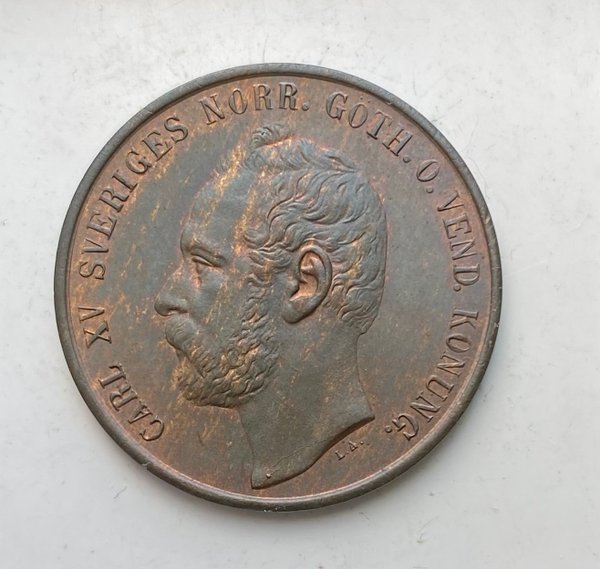 CARL XV SVERIGES NORR. GOTH. O. VEND. KONUNG.
L.A.